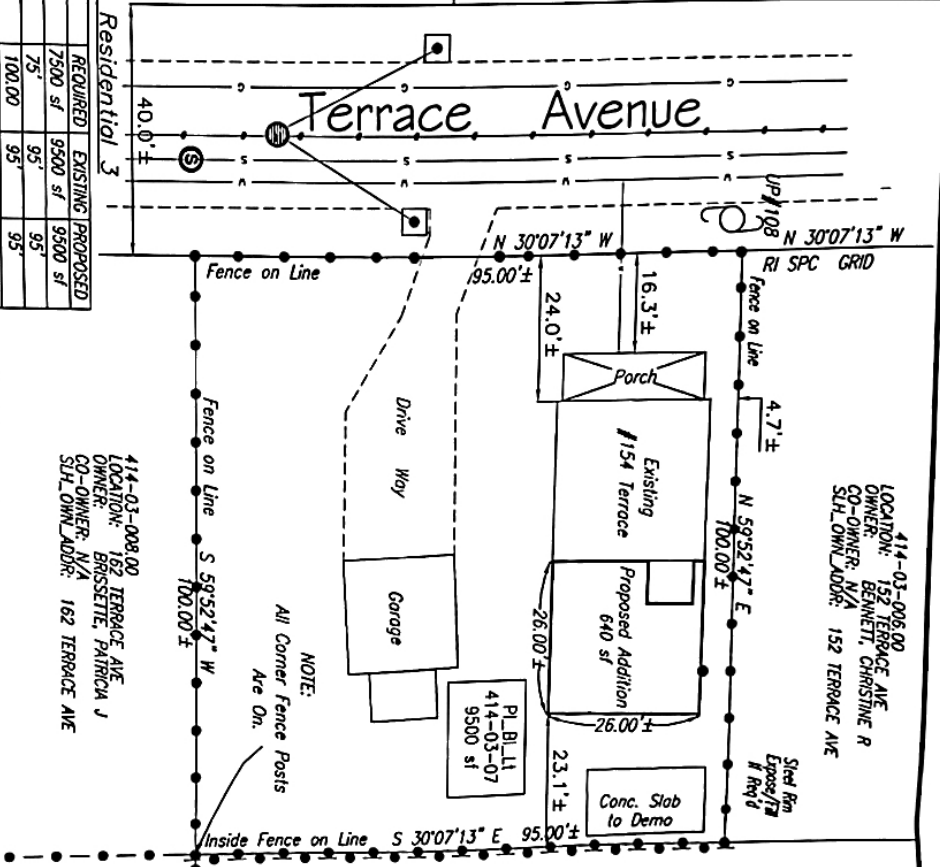 Residential 3
REQUIRED EXISTING PROPOSED
7500 sf 9500 sf 9500 sf
75' 95' 95'
100.00 95' 95'
40.0'±
Terrace Avenue
G G G G
S S S
S
UP#108
N 30°07'13" W
N 30°07'13" W
RI SPC GRID
95.00'±
Fence on Line
Fence on Line
16.3'±
24.0'±
4.7'±
Porch
Existing
#154 Terrace
Proposed Addition
640 sf
26.00'±
26.00'±
23.1'±
N 59°52'47" E
100.00'±
414-03-006.00
LOCATION: 152 TERRACE AVE
OWNER: BENNETT, CHRISTINE R
CO-OWNER: N/A
SLH_OWN_ADDR: 152 TERRACE AVE
Drive Way
Garage
Fence on Line
S 59°52'47" W
100.00'±
414-03-008.00
LOCATION: 162 TERRACE AVE
OWNER: BRISSETTE, PATRICIA J
CO-OWNER: N/A
SLH_OWN_ADDR: 162 TERRACE AVE
NOTE:
All Corner Fence Posts
Are On.
Pl_Bl_Lt
414-03-07
9500 sf
Conc. Slab
to Demo
Steel Rim
Expose/Fill
If Req'd
Inside Fence on Line S 30°07'13" E 95.00'±